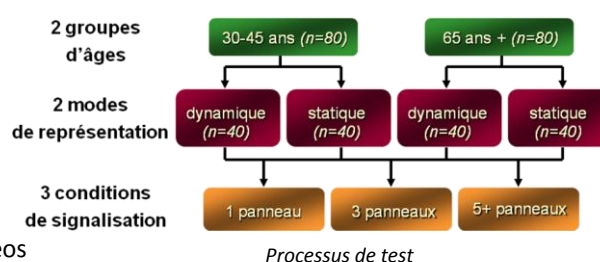 2 groupes
d'âges
30-45 ans (n=80)
65 ans + (n=80)
2 modes
de représentation
dynamique
(n=40)
statique
(n=40)
dynamique
(n=40)
statique
(n=40)
3 conditions
de signalisation
1 panneau
3 panneaux
5+ panneaux
Processus de test